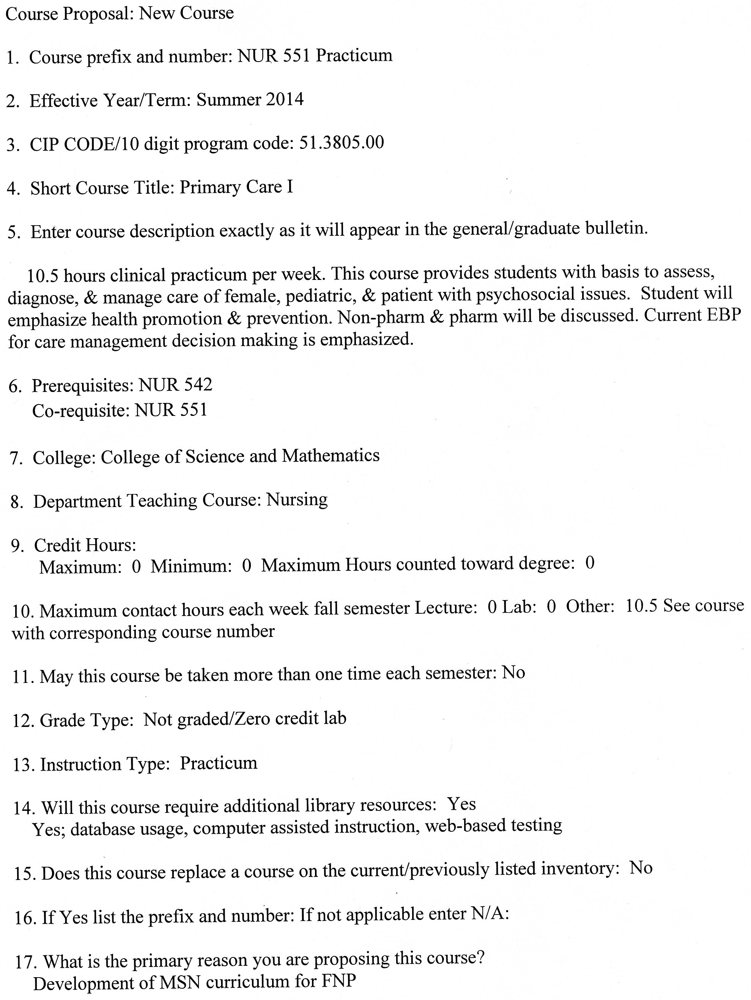 Course Proposal: New Course
1. Course prefix and number: NUR 551 Practicum
2. Effective Year/Term: Summer 2014
3. CIP CODE/10 digit program code: 51.3805.00
4. Short Course Title: Primary Care I
5. Enter course description exactly as it will appear in the general/graduate bulletin.
10.5 hours clinical practicum per week. This course provides students with basis to assess,
diagnose, & manage care of female, pediatric, & patient with psychosocial issues. Student will
emphasize health promotion & prevention. Non-pharm & pharm will be discussed. Current EBP
for care management decision making is emphasized.
6. Prerequisites: NUR 542
Co-requisite: NUR 551
7. College: College of Science and Mathematics
8. Department Teaching Course: Nursing
9. Credit Hours:
Maximum: 0 Minimum: 0 Maximum Hours counted toward degree: 0
10. Maximum contact hours each week fall semester Lecture: 0 Lab: 0 Other: 10.5 See course
with corresponding course number
11. May this course be taken more than one time each semester: No
12. Grade Type: Not graded/Zero credit lab
13. Instruction Type: Practicum
14. Will this course require additional library resources: Yes
Yes; database usage, computer assisted instruction, web-based testing
15. Does this course replace a course on the current/previously listed inventory: No
16. If Yes list the prefix and number: If not applicable enter N/A:
17. What is the primary reason you are proposing this course?
Development of MSN curriculum for FNP